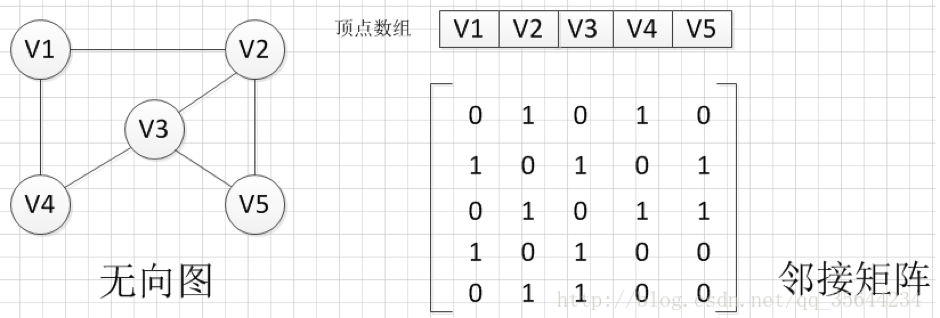 V1
V2
V3
V4
V5
无向图
顶点数组 V1 V2 V3 V4 V5
0 1 0 1 0
1 0 1 0 1
0 1 0 1 1
1 0 1 0 0
0 1 1 0 0
邻接矩阵
http://blog.csdn.net/qq_35644234